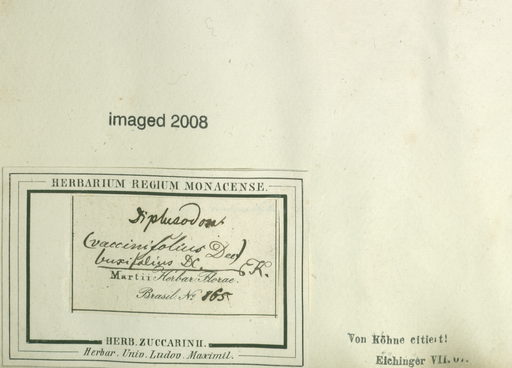 imaged 2008
HERBARIUM REGIUM MONACENSE.
Diplusodon
(vaccinifolius Dec)
buxifolius DC. K.
Martii Herbar. Florae.
Brasil. No. 165
HERB. ZUCCARINII.
Herbar. Univ. Ludov. Maximil.
Von Köhne citiert!
Eichinger VII.